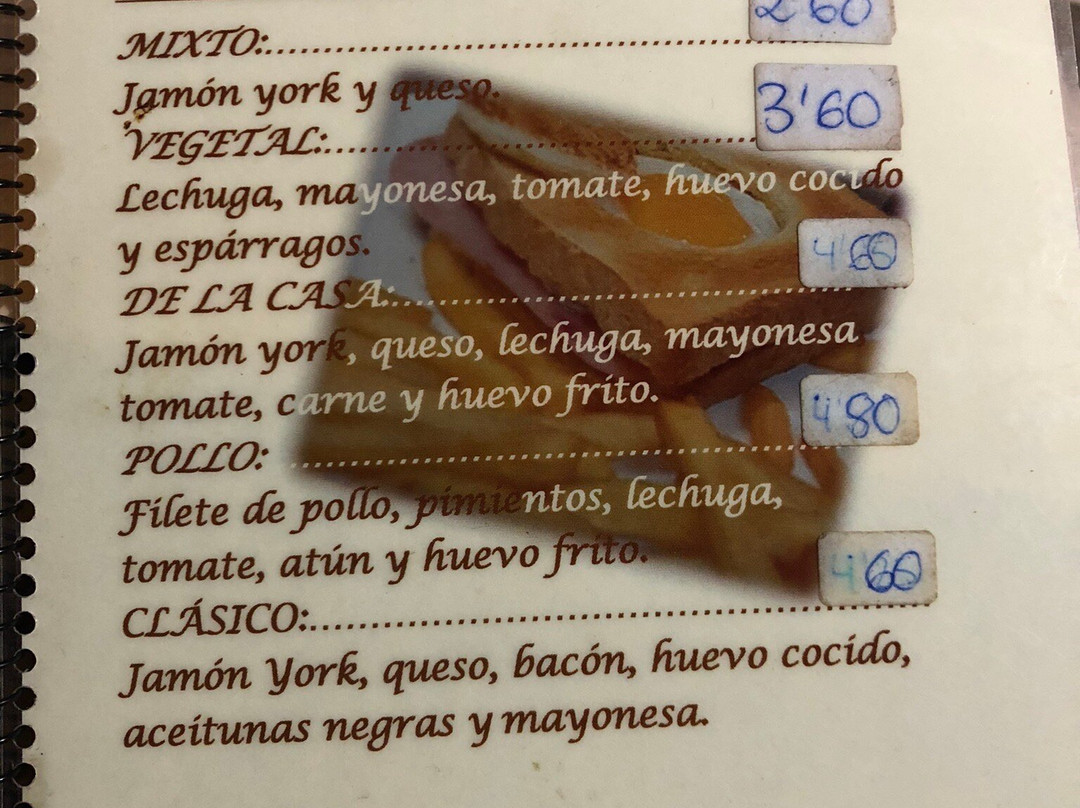 MIXTO:.......................................................... 2'60
Jamón york y queso.
VEGETAL:.................................................... 3'60
Lechuga, mayonesa, tomate, huevo cocido
y espárragos.
DE LA CASA:.................................................. 4'60
Jamón york, queso, lechuga, mayonesa
tomate, carne y huevo frito.
POLLO: ........................................................ 4'80
Filete de pollo, pimientos, lechuga,
tomate, atún y huevo frito.
CLÁSICO:................................................................ 4'60
Jamón York, queso, bacón, huevo cocido,
aceitunas negras y mayonesa.